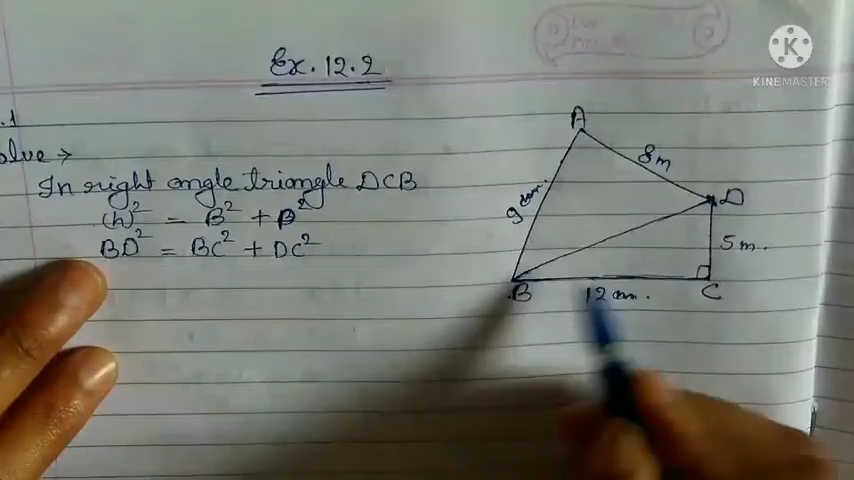 Ex.12.2
.1
olve →
In right angle triangle DCB
(h)² = B² + P²
BD² = BC² + DC²
A
8m
9 cm.
D
5 m.
B
12 cm.
C
K
KINEMASTER